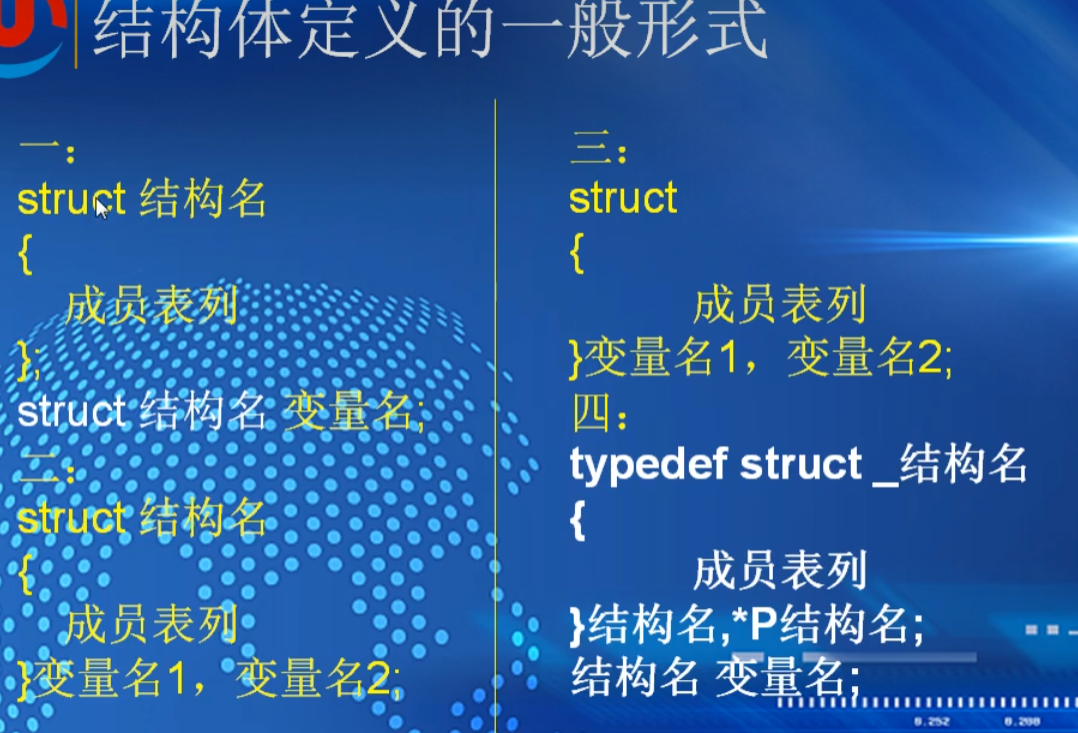 结构体定义的一般形式
一：
struct 结构名
{
成员表列
};
struct 结构名 变量名;
二：
struct 结构名
{
成员表列
}变量名1，变量名2;
三：
struct
{
成员表列
}变量名1，变量名2;
四：
typedef struct _结构名
{
成员表列
}结构名,*P结构名;
结构名 变量名;
0.252 0.208